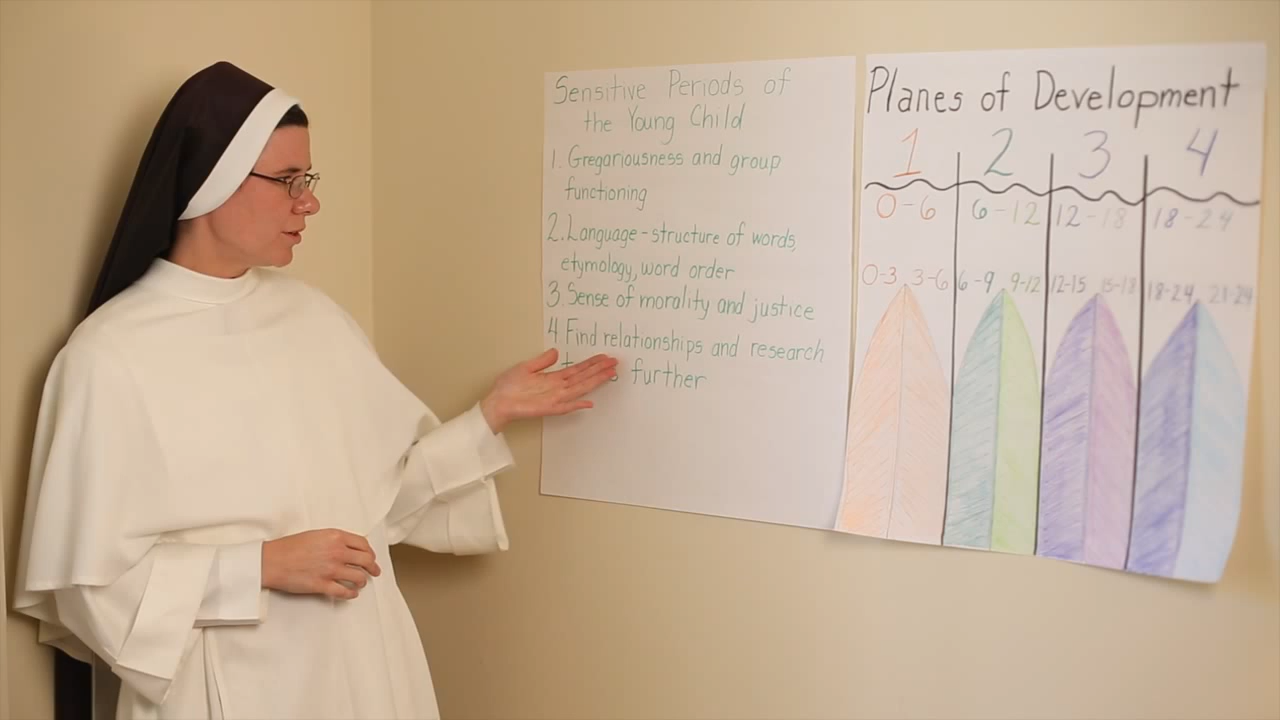 Sensitive Periods of
the Young Child
1. Gregariousness and group
functioning
2. Language - structure of words,
etymology, word order
3. Sense of morality and justice
4 Find relationships and research
further
Planes of Development
1 2 3 4
0-6 6-12 12-18 18-24
0-3 3-6 6-9 9-12 12-15 15-18 18-24 21-24